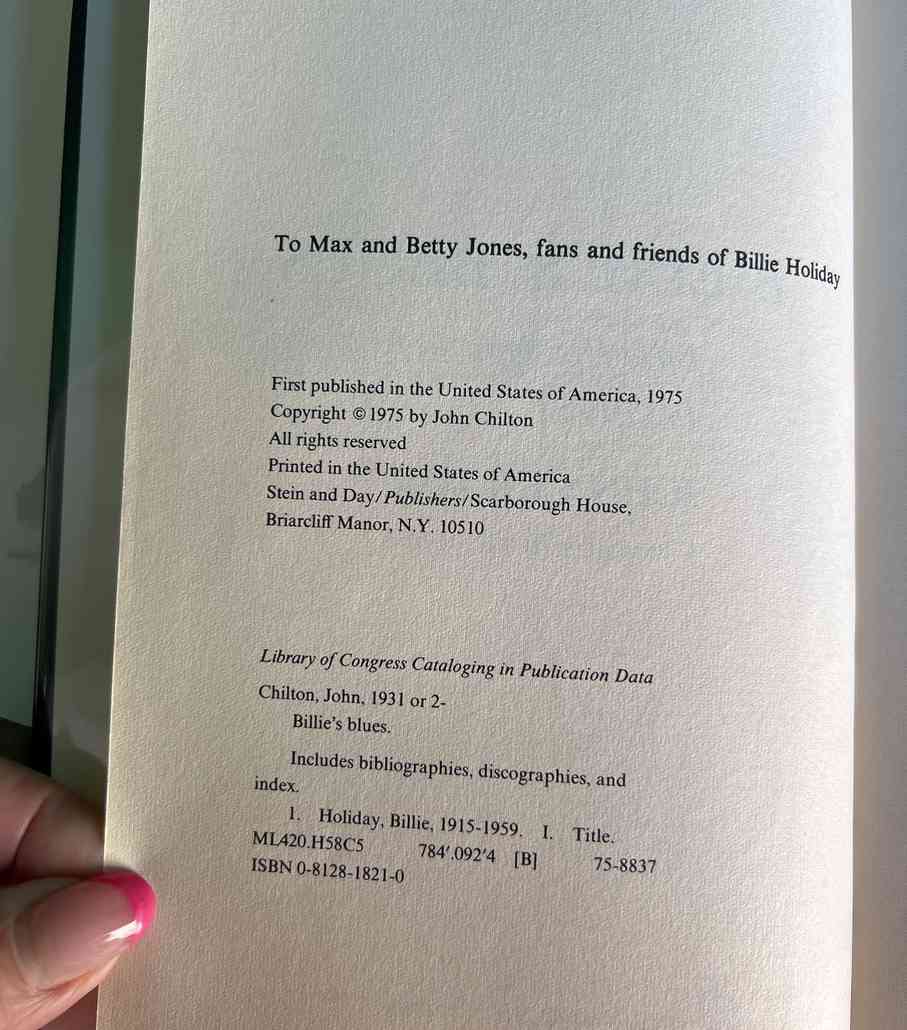 To Max and Betty Jones, fans and friends of Billie Holiday
First published in the United States of America, 1975
Copyright © 1975 by John Chilton
All rights reserved
Printed in the United States of America
Stein and Day/Publishers/Scarborough House,
Briarcliff Manor, N.Y. 10510
Library of Congress Cataloging in Publication Data
Chilton, John, 1931 or 2-
Billie's blues.
Includes bibliographies, discographies, and
index.
1. Holiday, Billie, 1915-1959. I. Title.
ML420.H58C5 784'.092'4 [B] 75-8837
ISBN 0-8128-1821-0